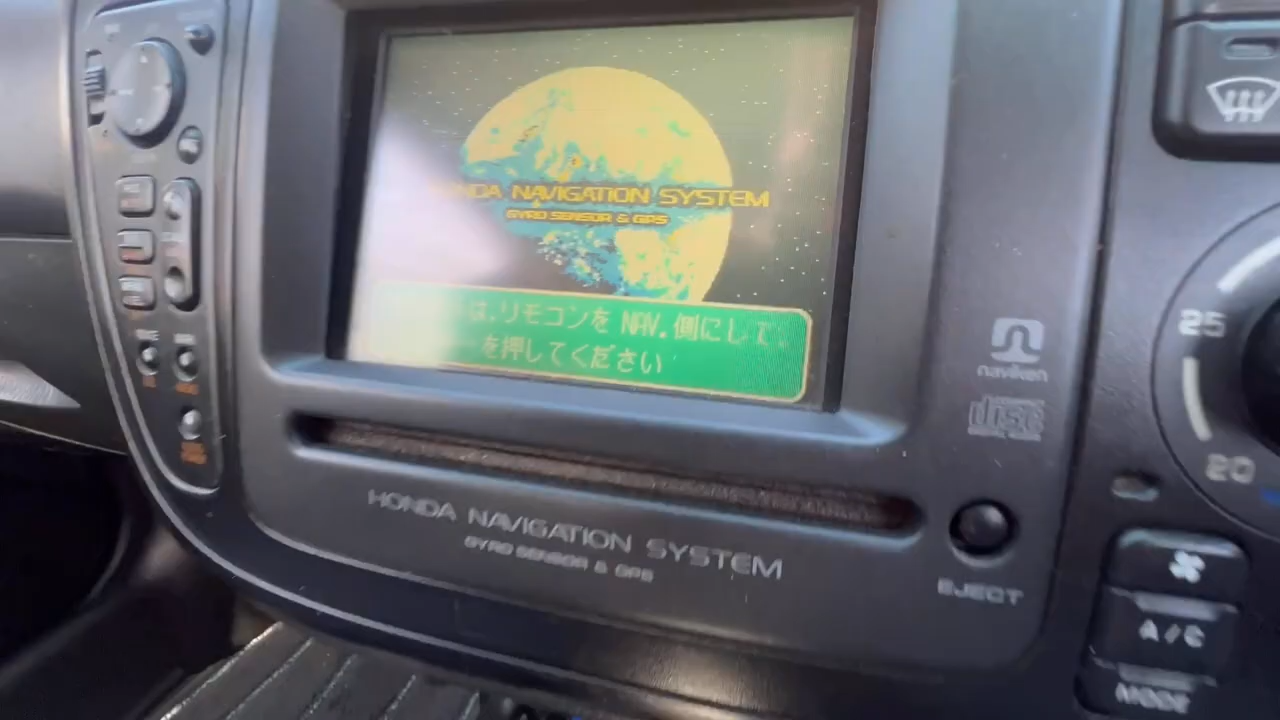 HONDA NAVIGATION SYSTEM
GYRO SENSOR & GPS
は,リモコンを NAV.側にして,
を押してください
naviken
disc
HONDA NAVIGATION SYSTEM
GYRO SENSOR & GPS
EJECT
25
20
A/C
MODE